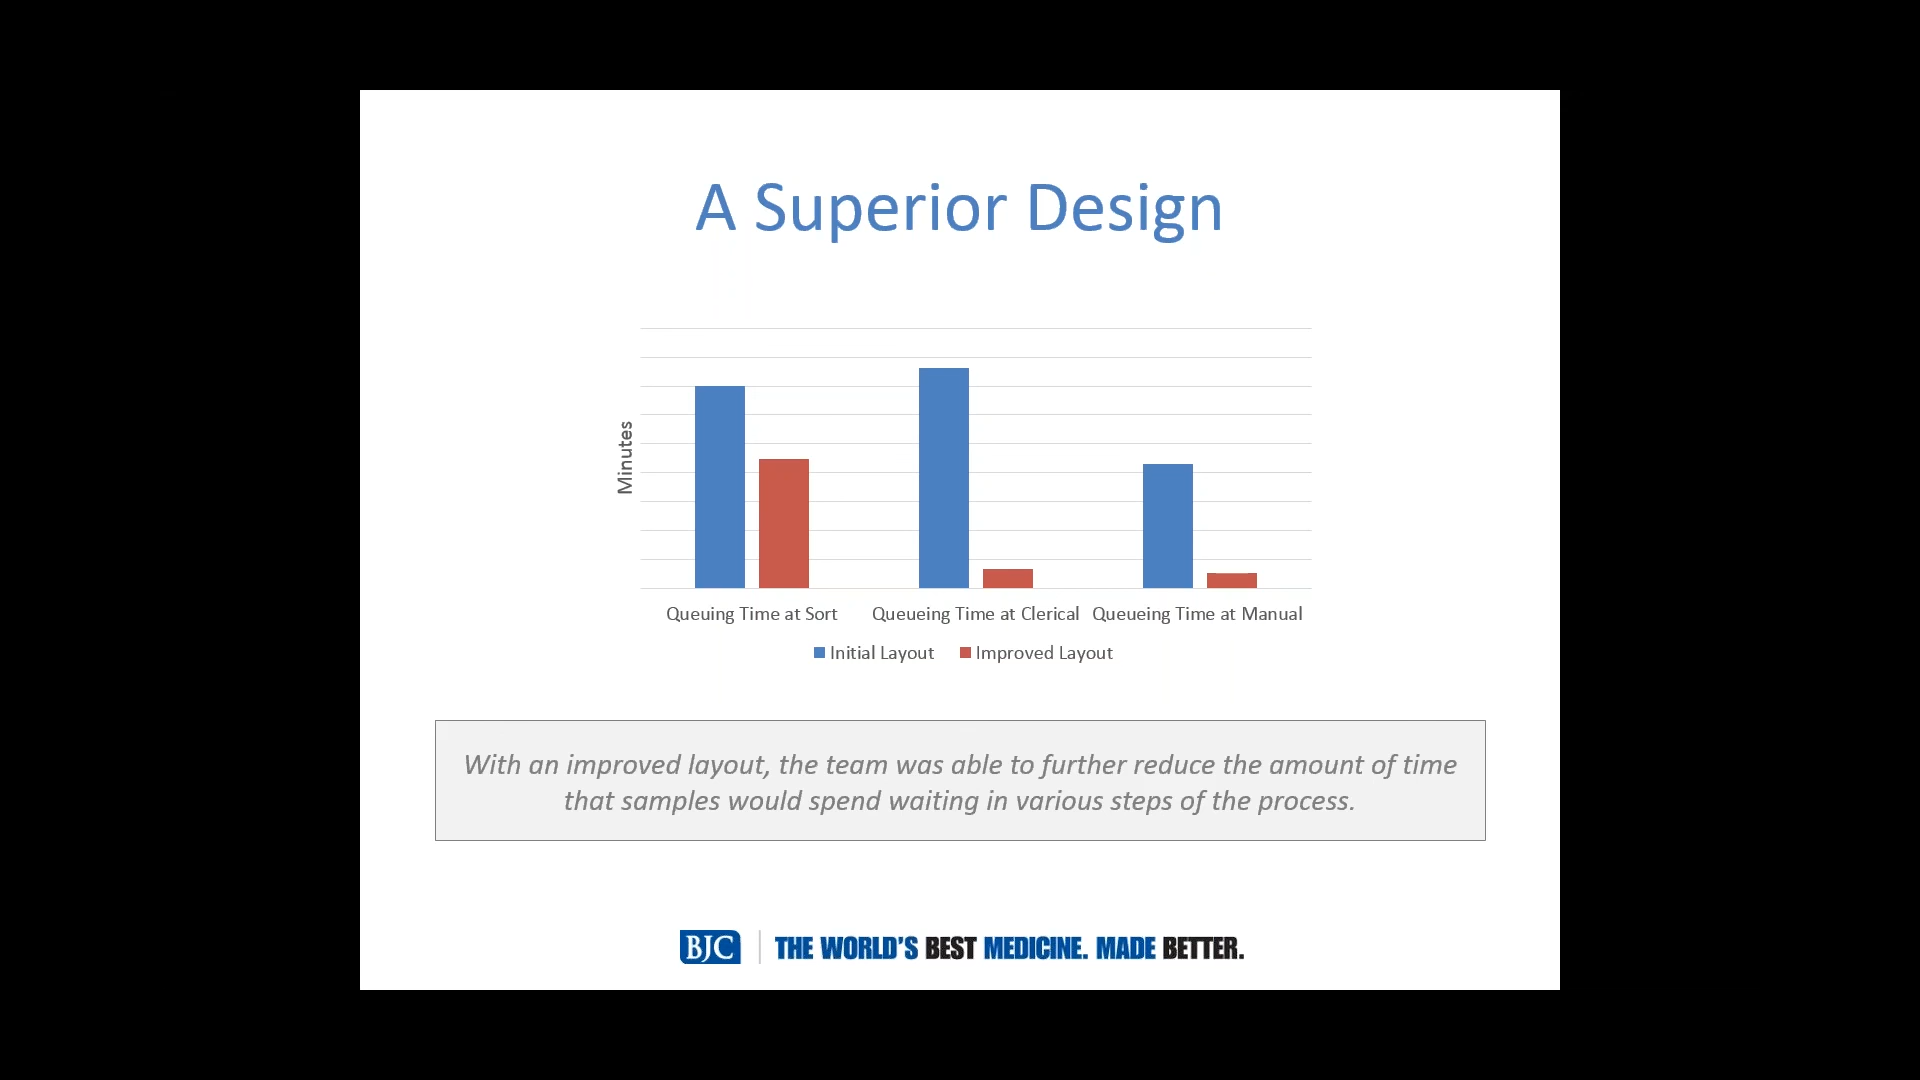 A Superior Design
Minutes
Queuing Time at Sort
Queueing Time at Clerical
Queueing Time at Manual
Initial Layout
Improved Layout
With an improved layout, the team was able to further reduce the amount of time
that samples would spend waiting in various steps of the process.
BJC
THE WORLD'S BEST MEDICINE. MADE BETTER.